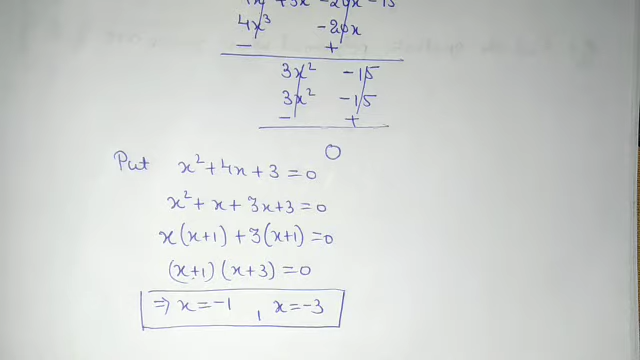 4x³ -20x
- +
3x² -15
3x² -15
- +
0
Put x²+4x+3=0
x²+x+3x+3=0
x(x+1)+3(x+1)=0
(x+1)(x+3)=0
⇒ x=-1 , x=-3